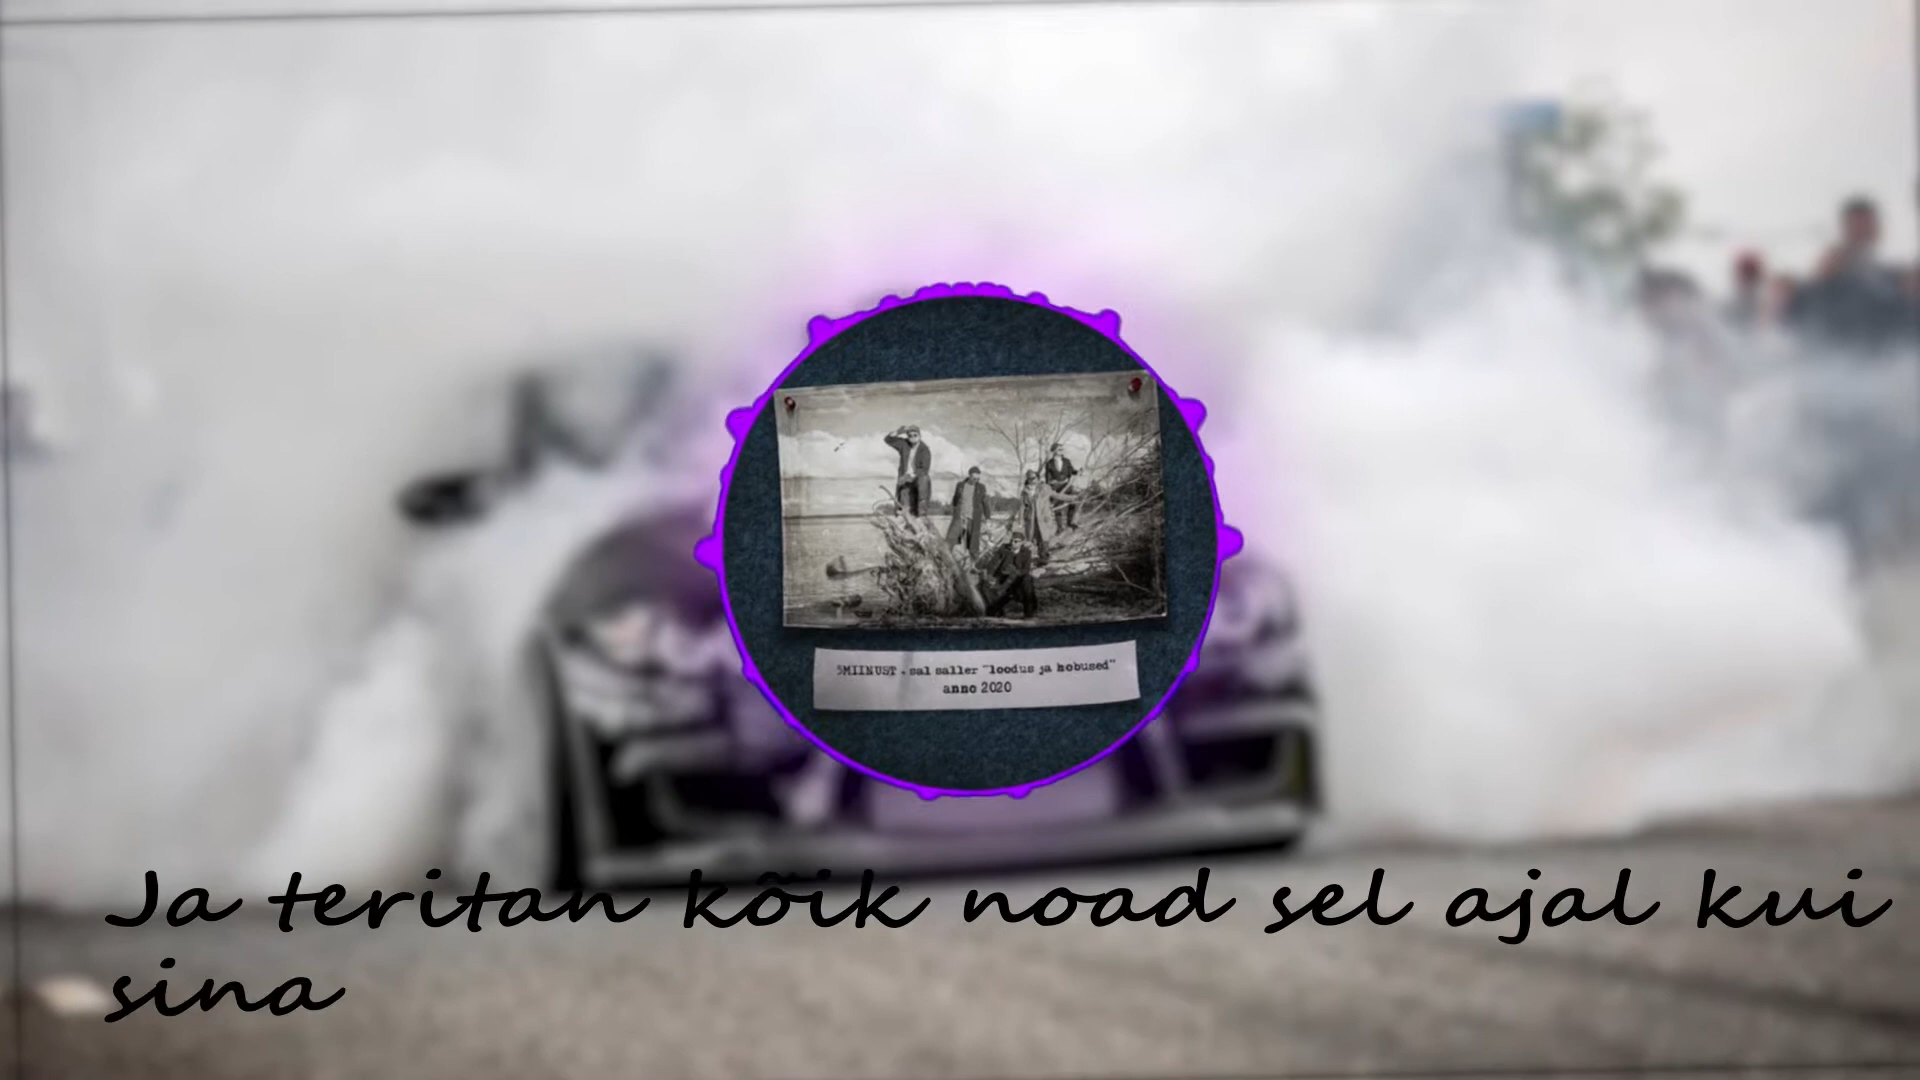 5MIINUST - sal saller "loodus ja hobused"
anno 2020
Ja teritan kõik noad sel ajal kui
sina